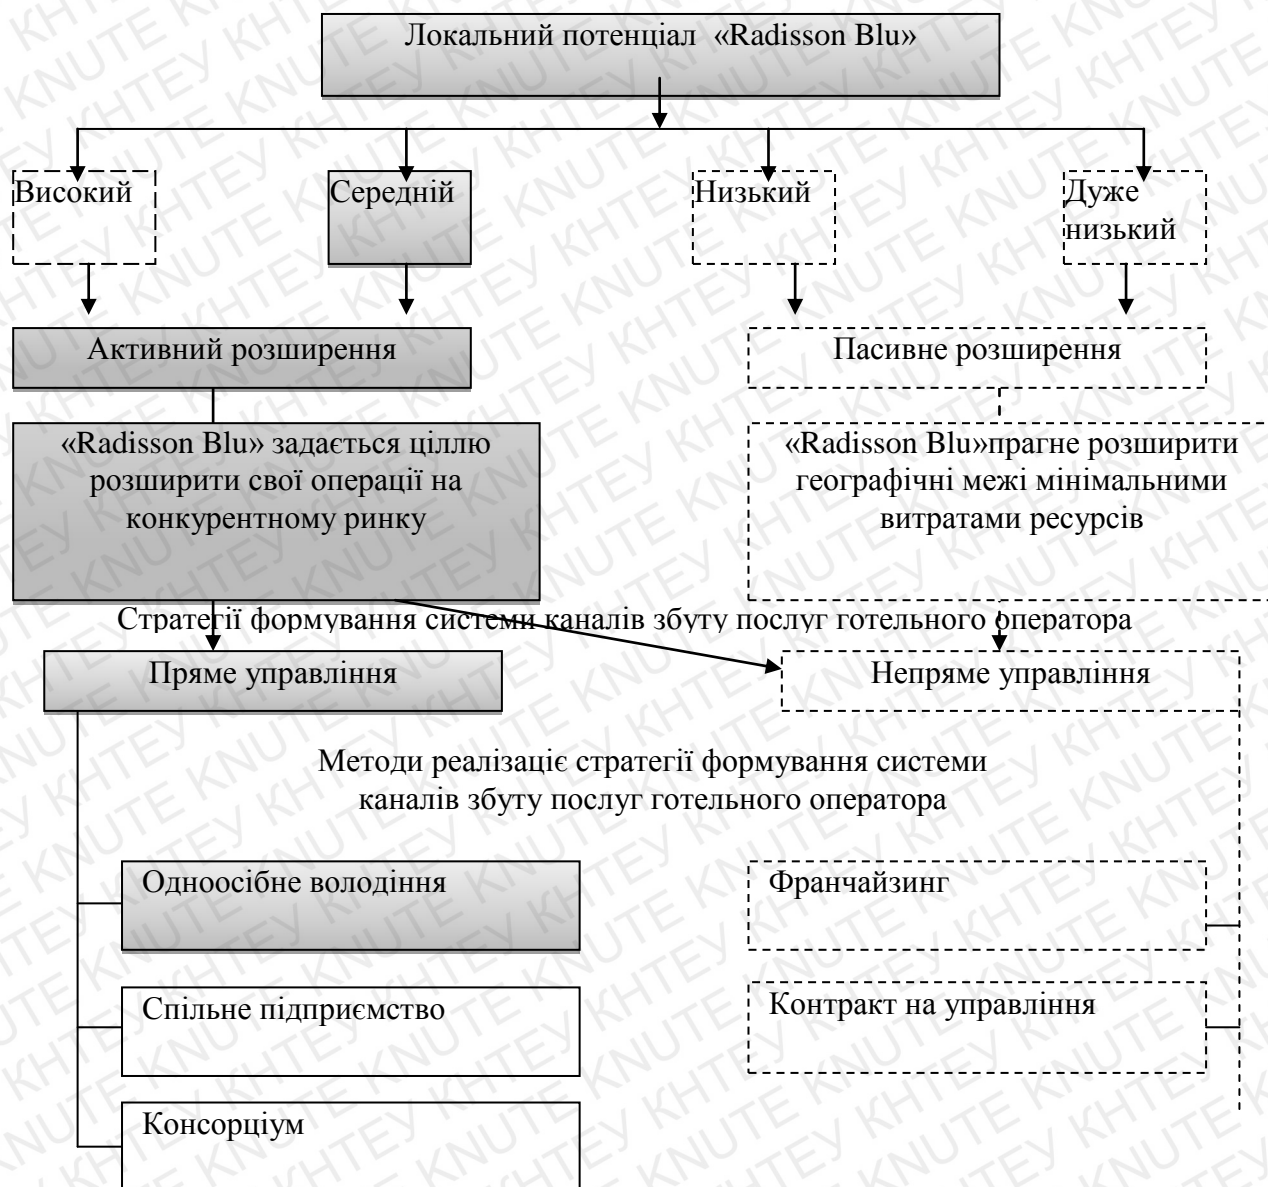 Локальний потенціал «Radisson Blu»
Високий
Середній
Низький
Дуже
низький
Активний розширення
Пасивне розширення
«Radisson Blu» задається ціллю
розширити свої операції на
конкурентному ринку
«Radisson Blu»прагне розширити
географічні межі мінімальними
витратами ресурсів
Стратегії формування системи каналів збуту послуг готельного оператора
Пряме управління
Непряме управління
Методи реалізаціє стратегії формування системи
каналів збуту послуг готельного оператора
Одноосібне володіння
Франчайзинг
Спільне підприємство
Контракт на управління
Консорціум